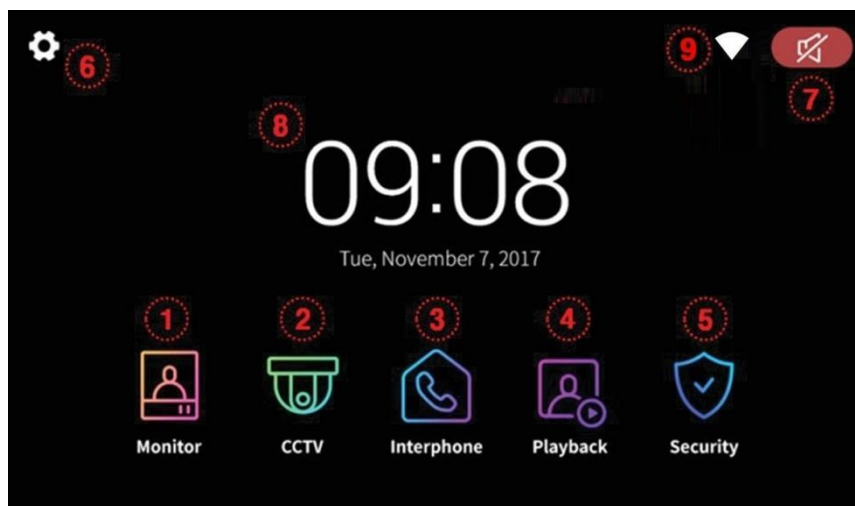 6
9
7
8
09:08
Tue, November 7, 2017
1 2 3 4 5
Monitor CCTV Interphone Playback Security